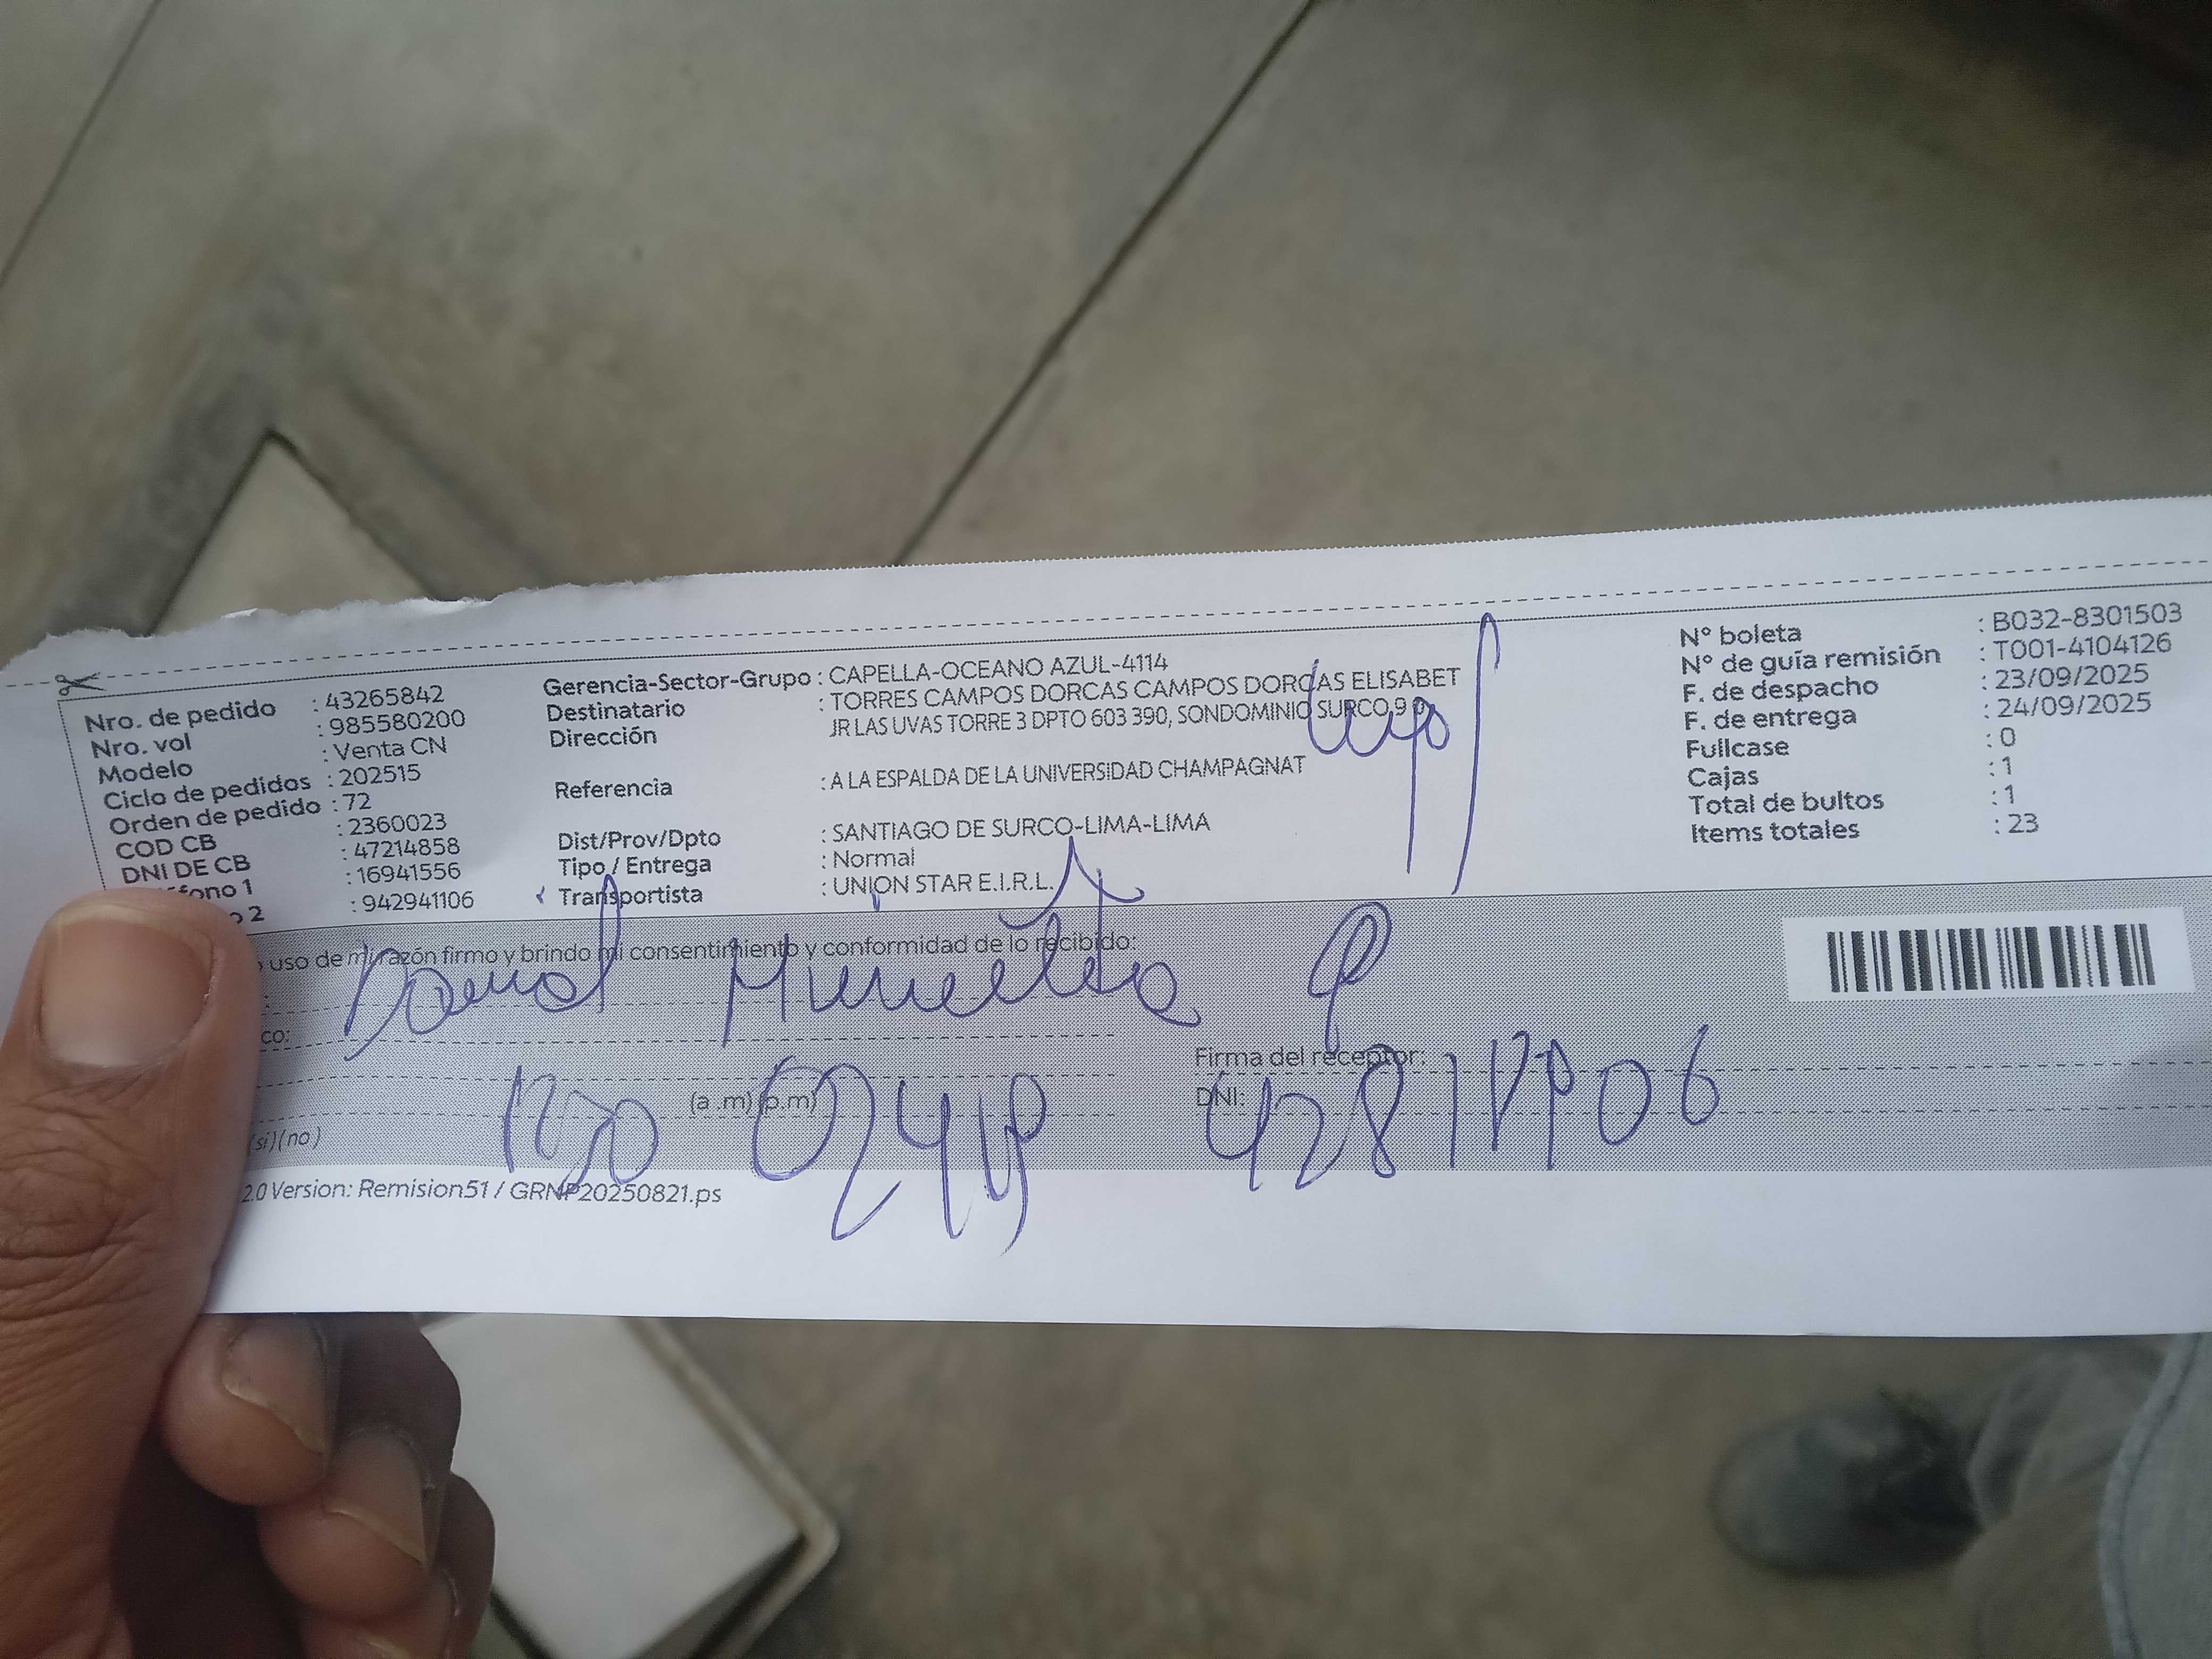 Nro. de pedido : 43265842
Nro. vol : 985580200
Modelo : Venta CN
Ciclo de pedidos : 202515
Orden de pedido : 72
COD CB : 2360023
DNI DE CB : 47214858
fono 1 : 16941556
o 2 : 942941106
Gerencia-Sector-Grupo : CAPELLA-OCEANO AZUL-4114
Destinatario : TORRES CAMPOS DORCAS CAMPOS DORCAS ELISABET
Dirección JR LAS UVAS TORRE 3 DPTO 603 390, SONDOMINIO SURCO 9
Referencia : A LA ESPALDA DE LA UNIVERSIDAD CHAMPAGNAT
Dist/Prov/Dpto : SANTIAGO DE SURCO-LIMA-LIMA
Tipo / Entrega : Normal
Transportista : UNION STAR E.I.R.L.
N° boleta : B032-8301503
N° de guía remisión : T001-4104126
F. de despacho : 23/09/2025
F. de entrega : 24/09/2025
Fullcase : 0
Cajas : 1
Total de bultos : 1
Items totales : 23
uso de mi razón firmo y brindo mi consentimiento y conformidad de lo recibido:
David
co:
Firma del receptor:
(a .m) (p.m)
DNI:
(si) (no)
2.0 Version: Remision51 / GRNP20250821.ps